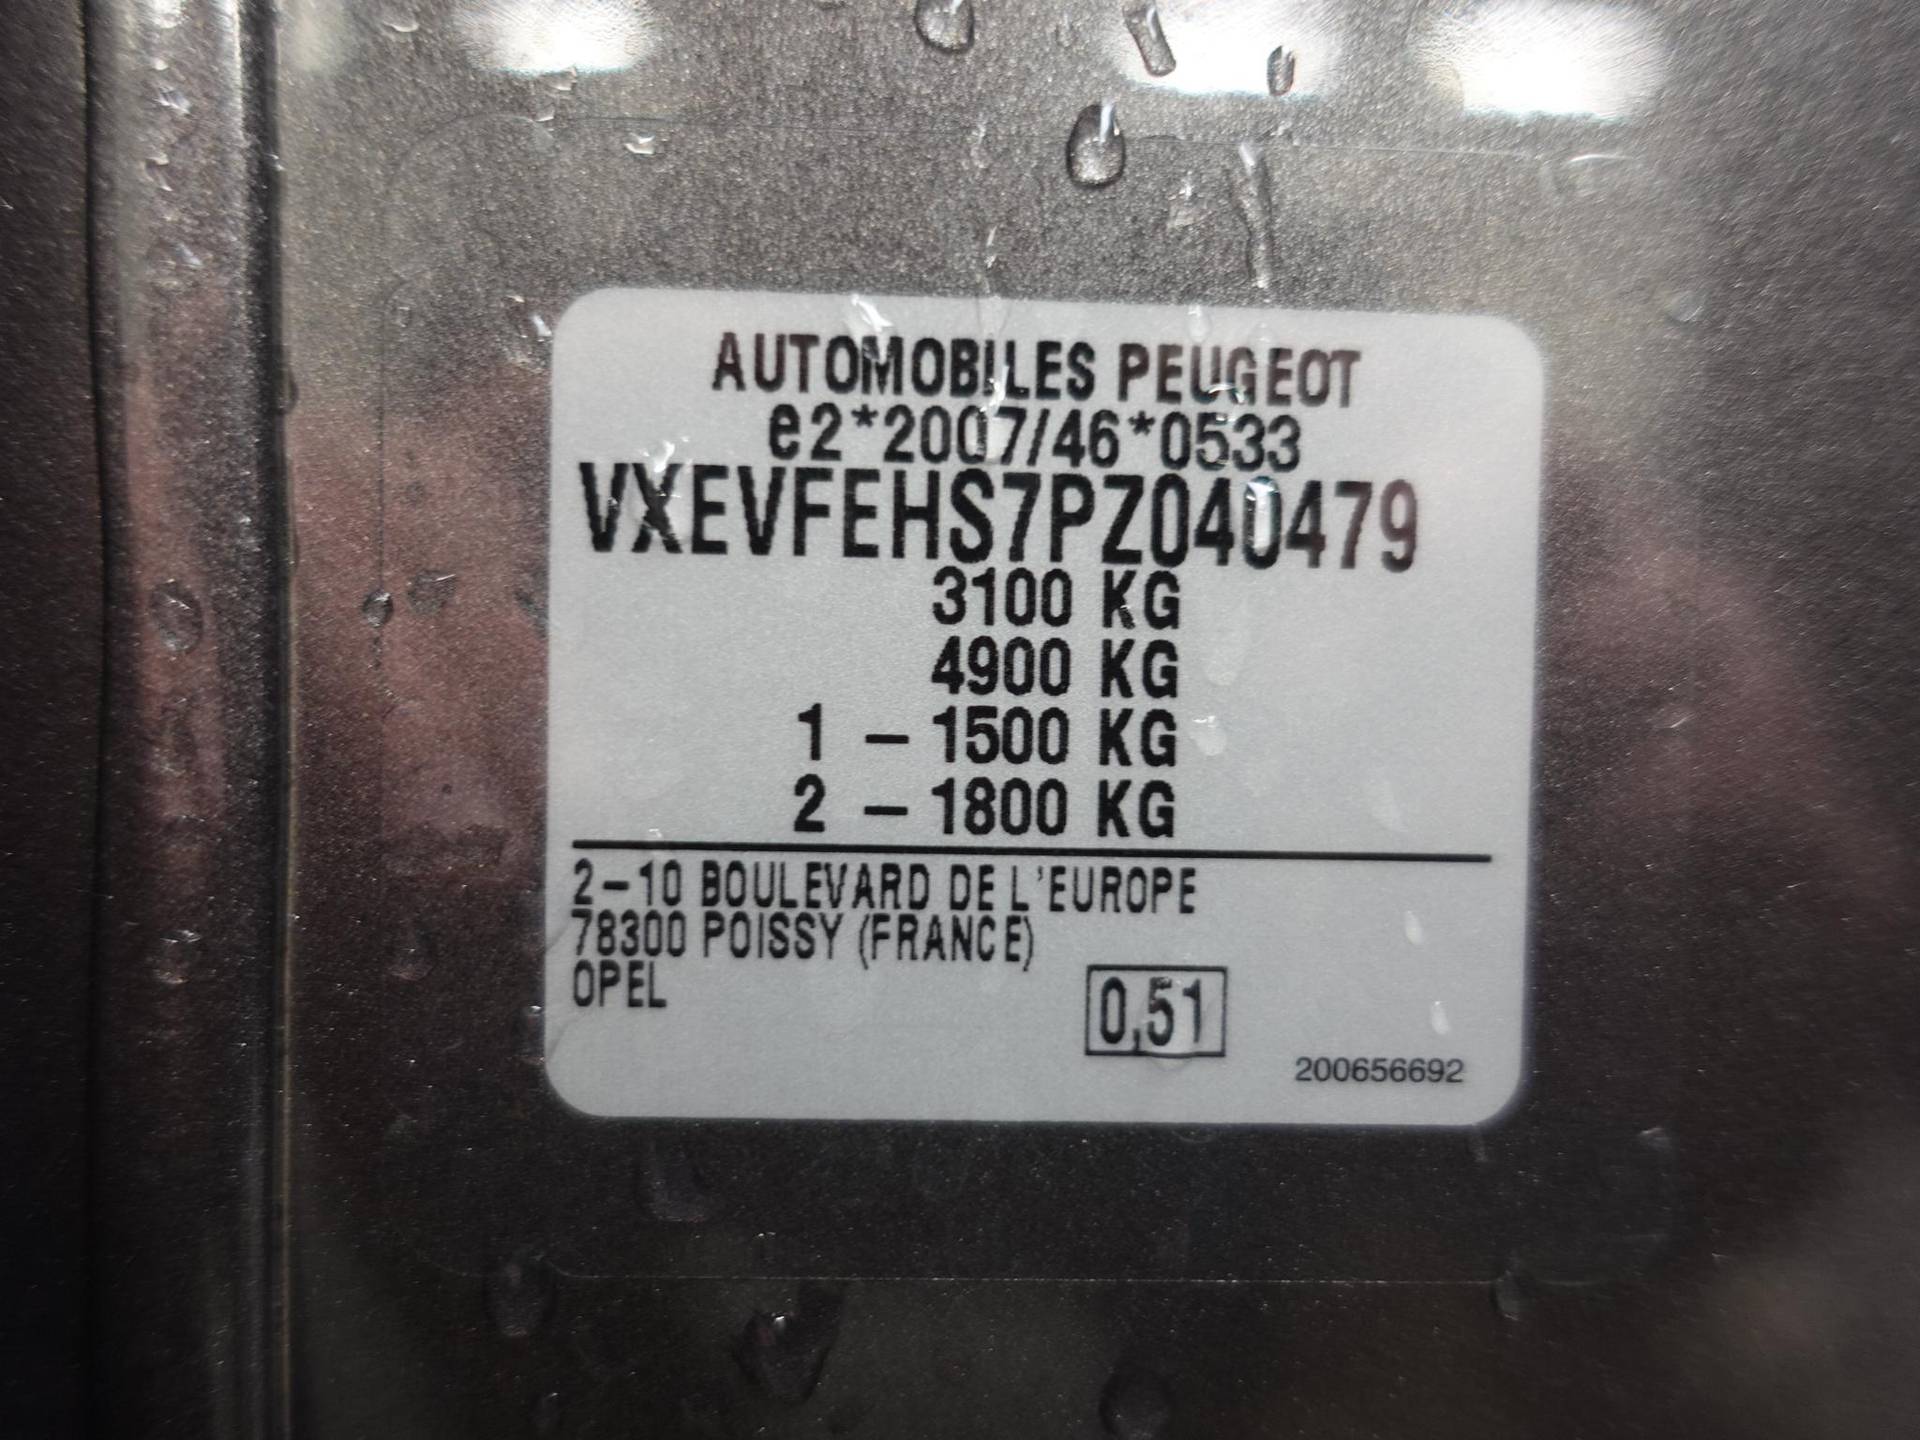 AUTOMOBILES PEUGEOT
e2*2007/46*0533
VXEVFEHS7PZ040479
3100 KG
4900 KG
1 – 1500 KG
2 – 1800 KG
2–10 BOULEVARD DE L'EUROPE
78300 POISSY (FRANCE)
OPEL
0,51
200656692